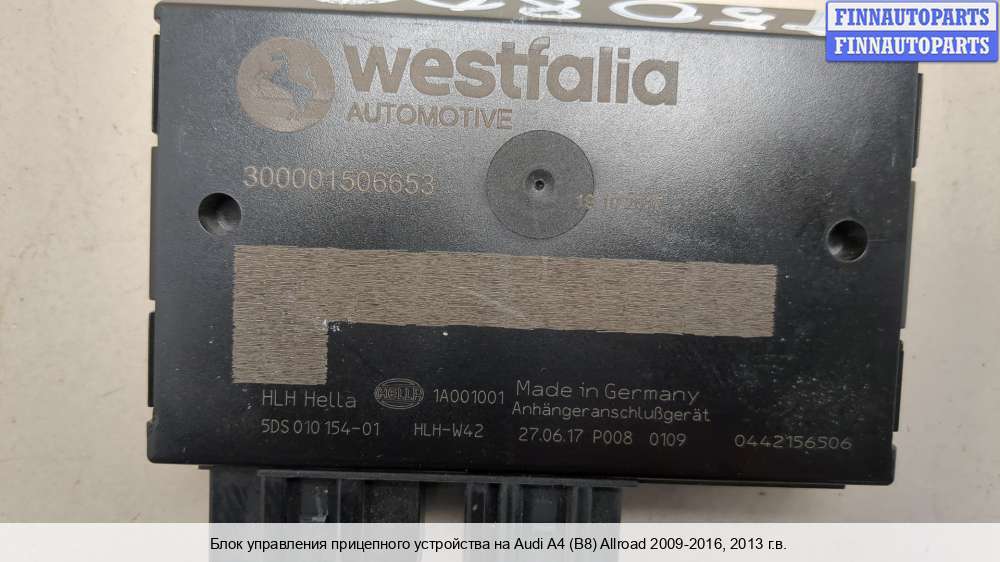 FINNAUTOPARTS
FINNAUTOPARTS
westfalia
AUTOMOTIVE
300001506653
HLH Hella HELLA 1A001001 Made in Germany
Anhängeranschlußgerät
5DS 010 154-01 HLH-W42 27.06.17 P008 0109 0442156506
Блок управления прицепного устройства на Audi A4 (B8) Allroad 2009-2016, 2013 г.в.